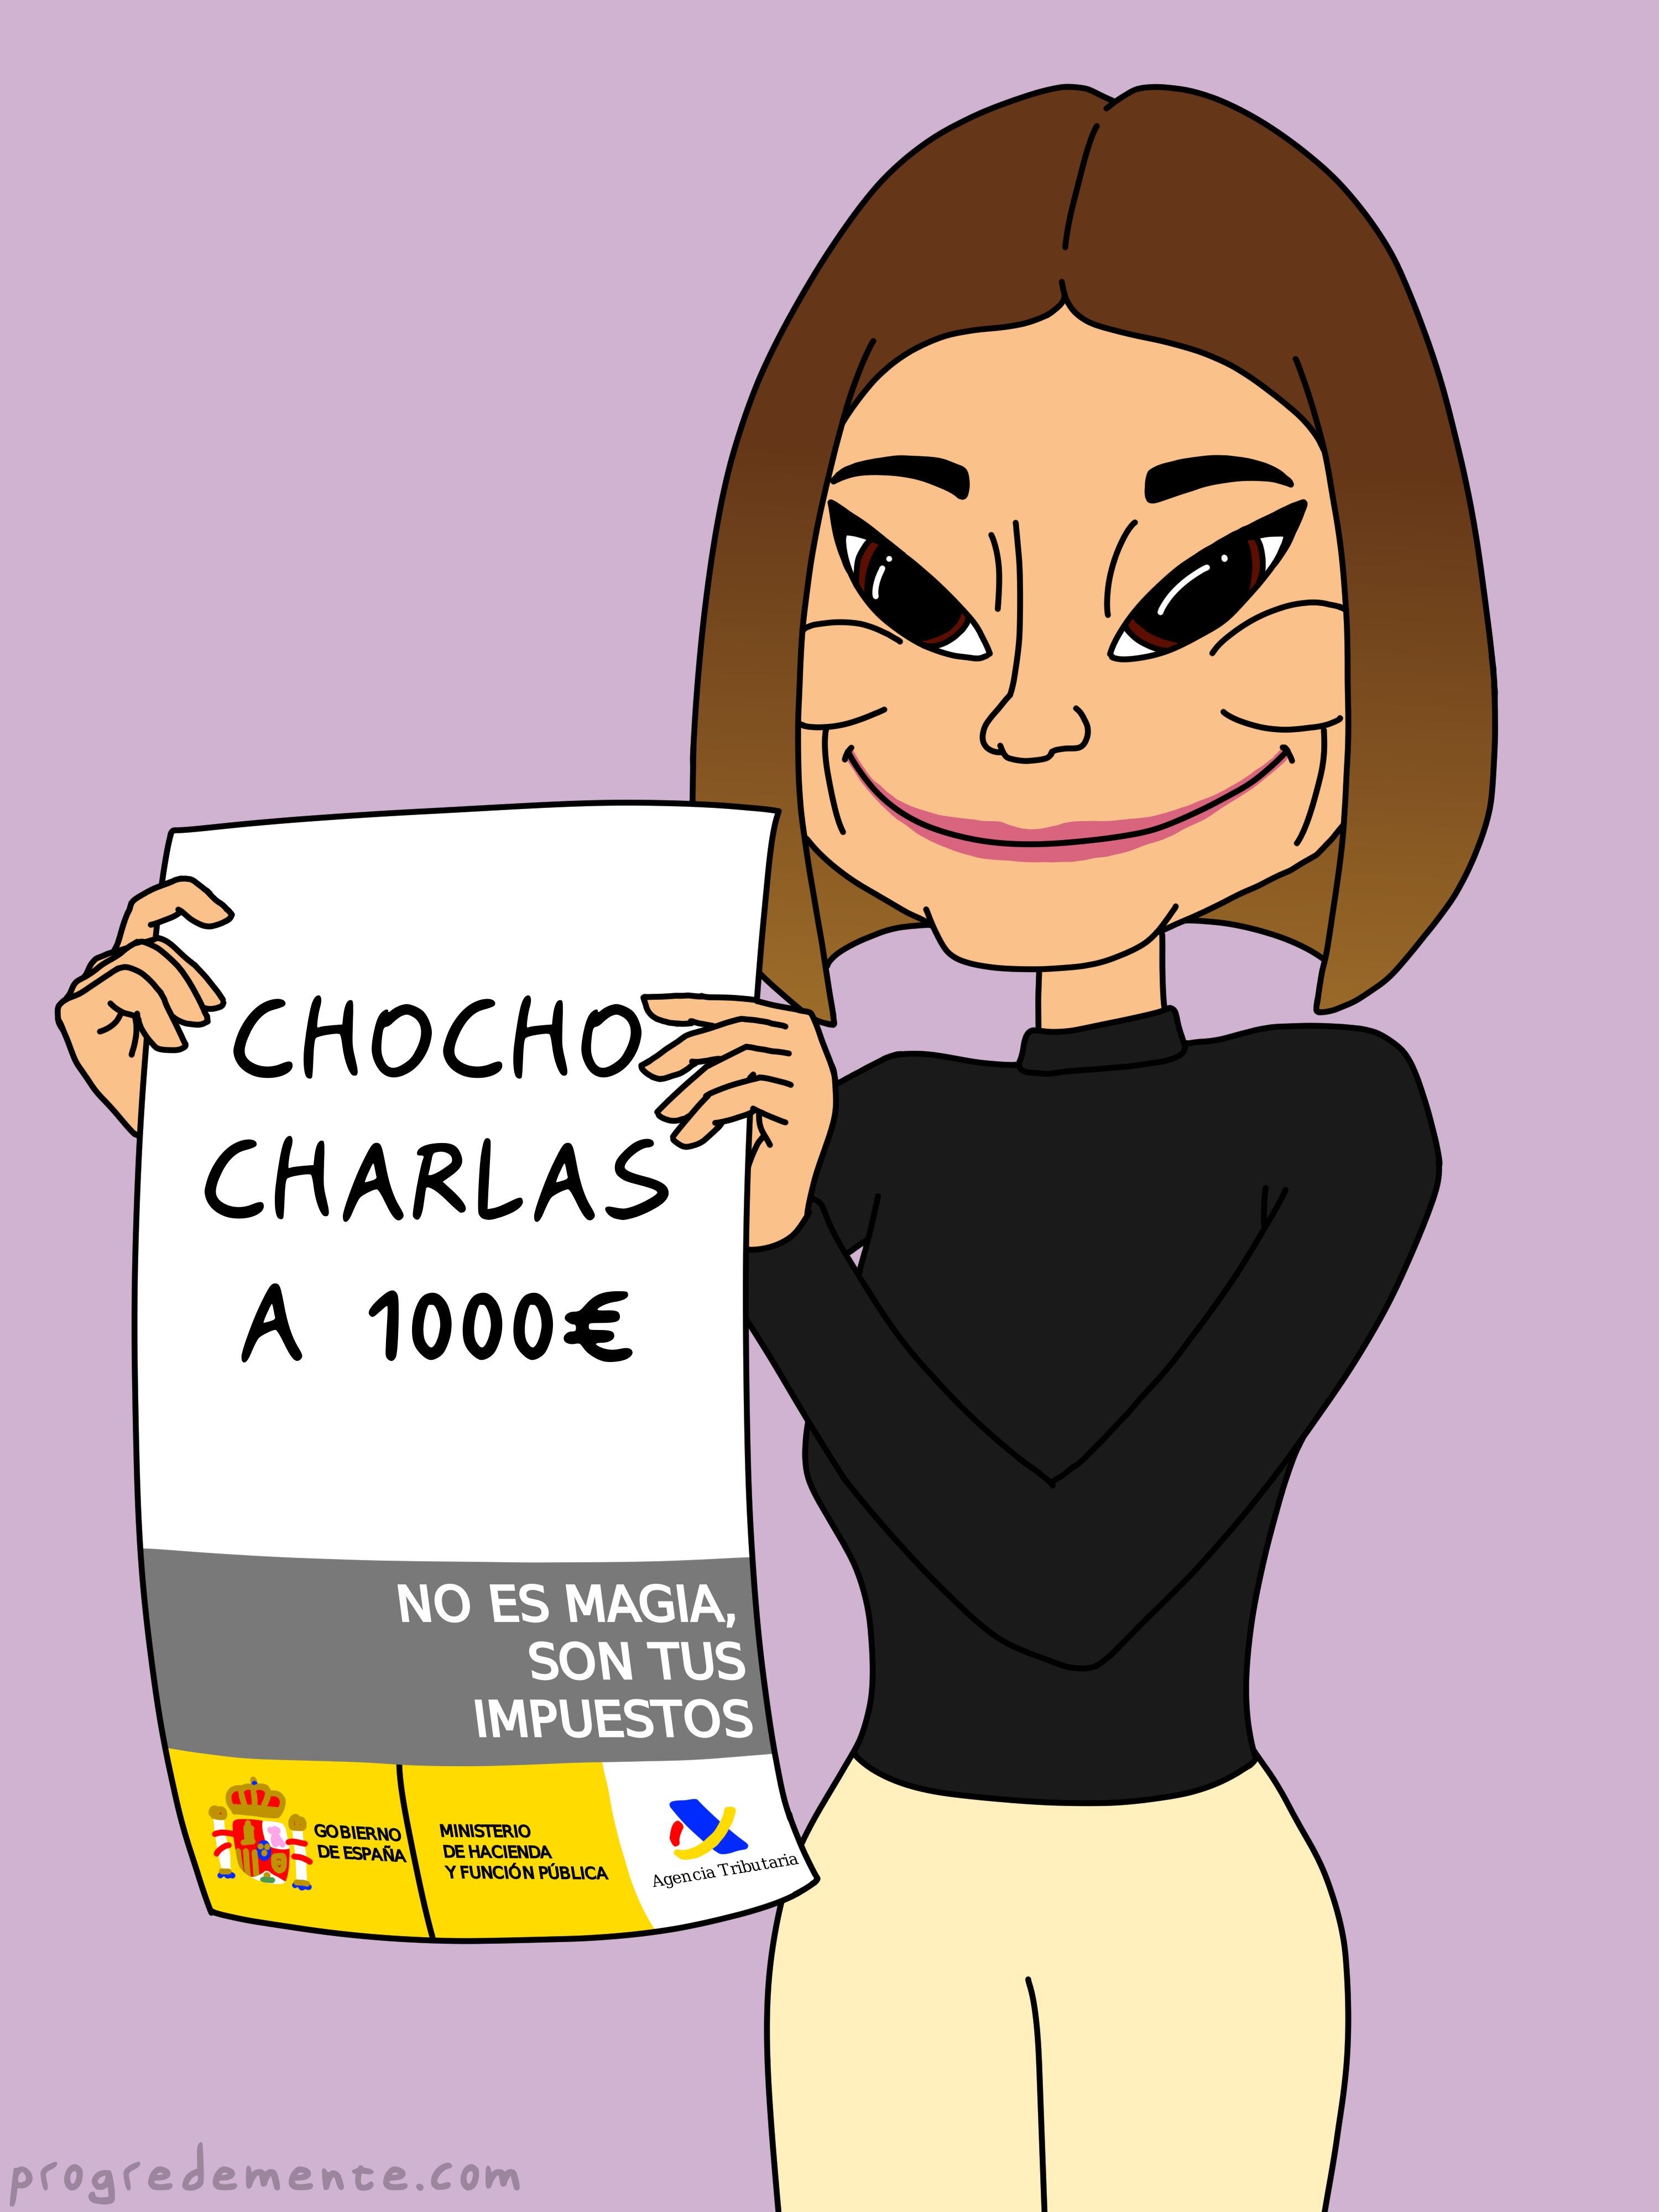 CHOCHO
CHARLAS
A 1000€
NO ES MAGIA,
SON TUS
IMPUESTOS
GOBIERNO
DE ESPAÑA
MINISTERIO
DE HACIENDA
Y FUNCIÓN PÚBLICA
Agencia Tributaria
progredemente.com